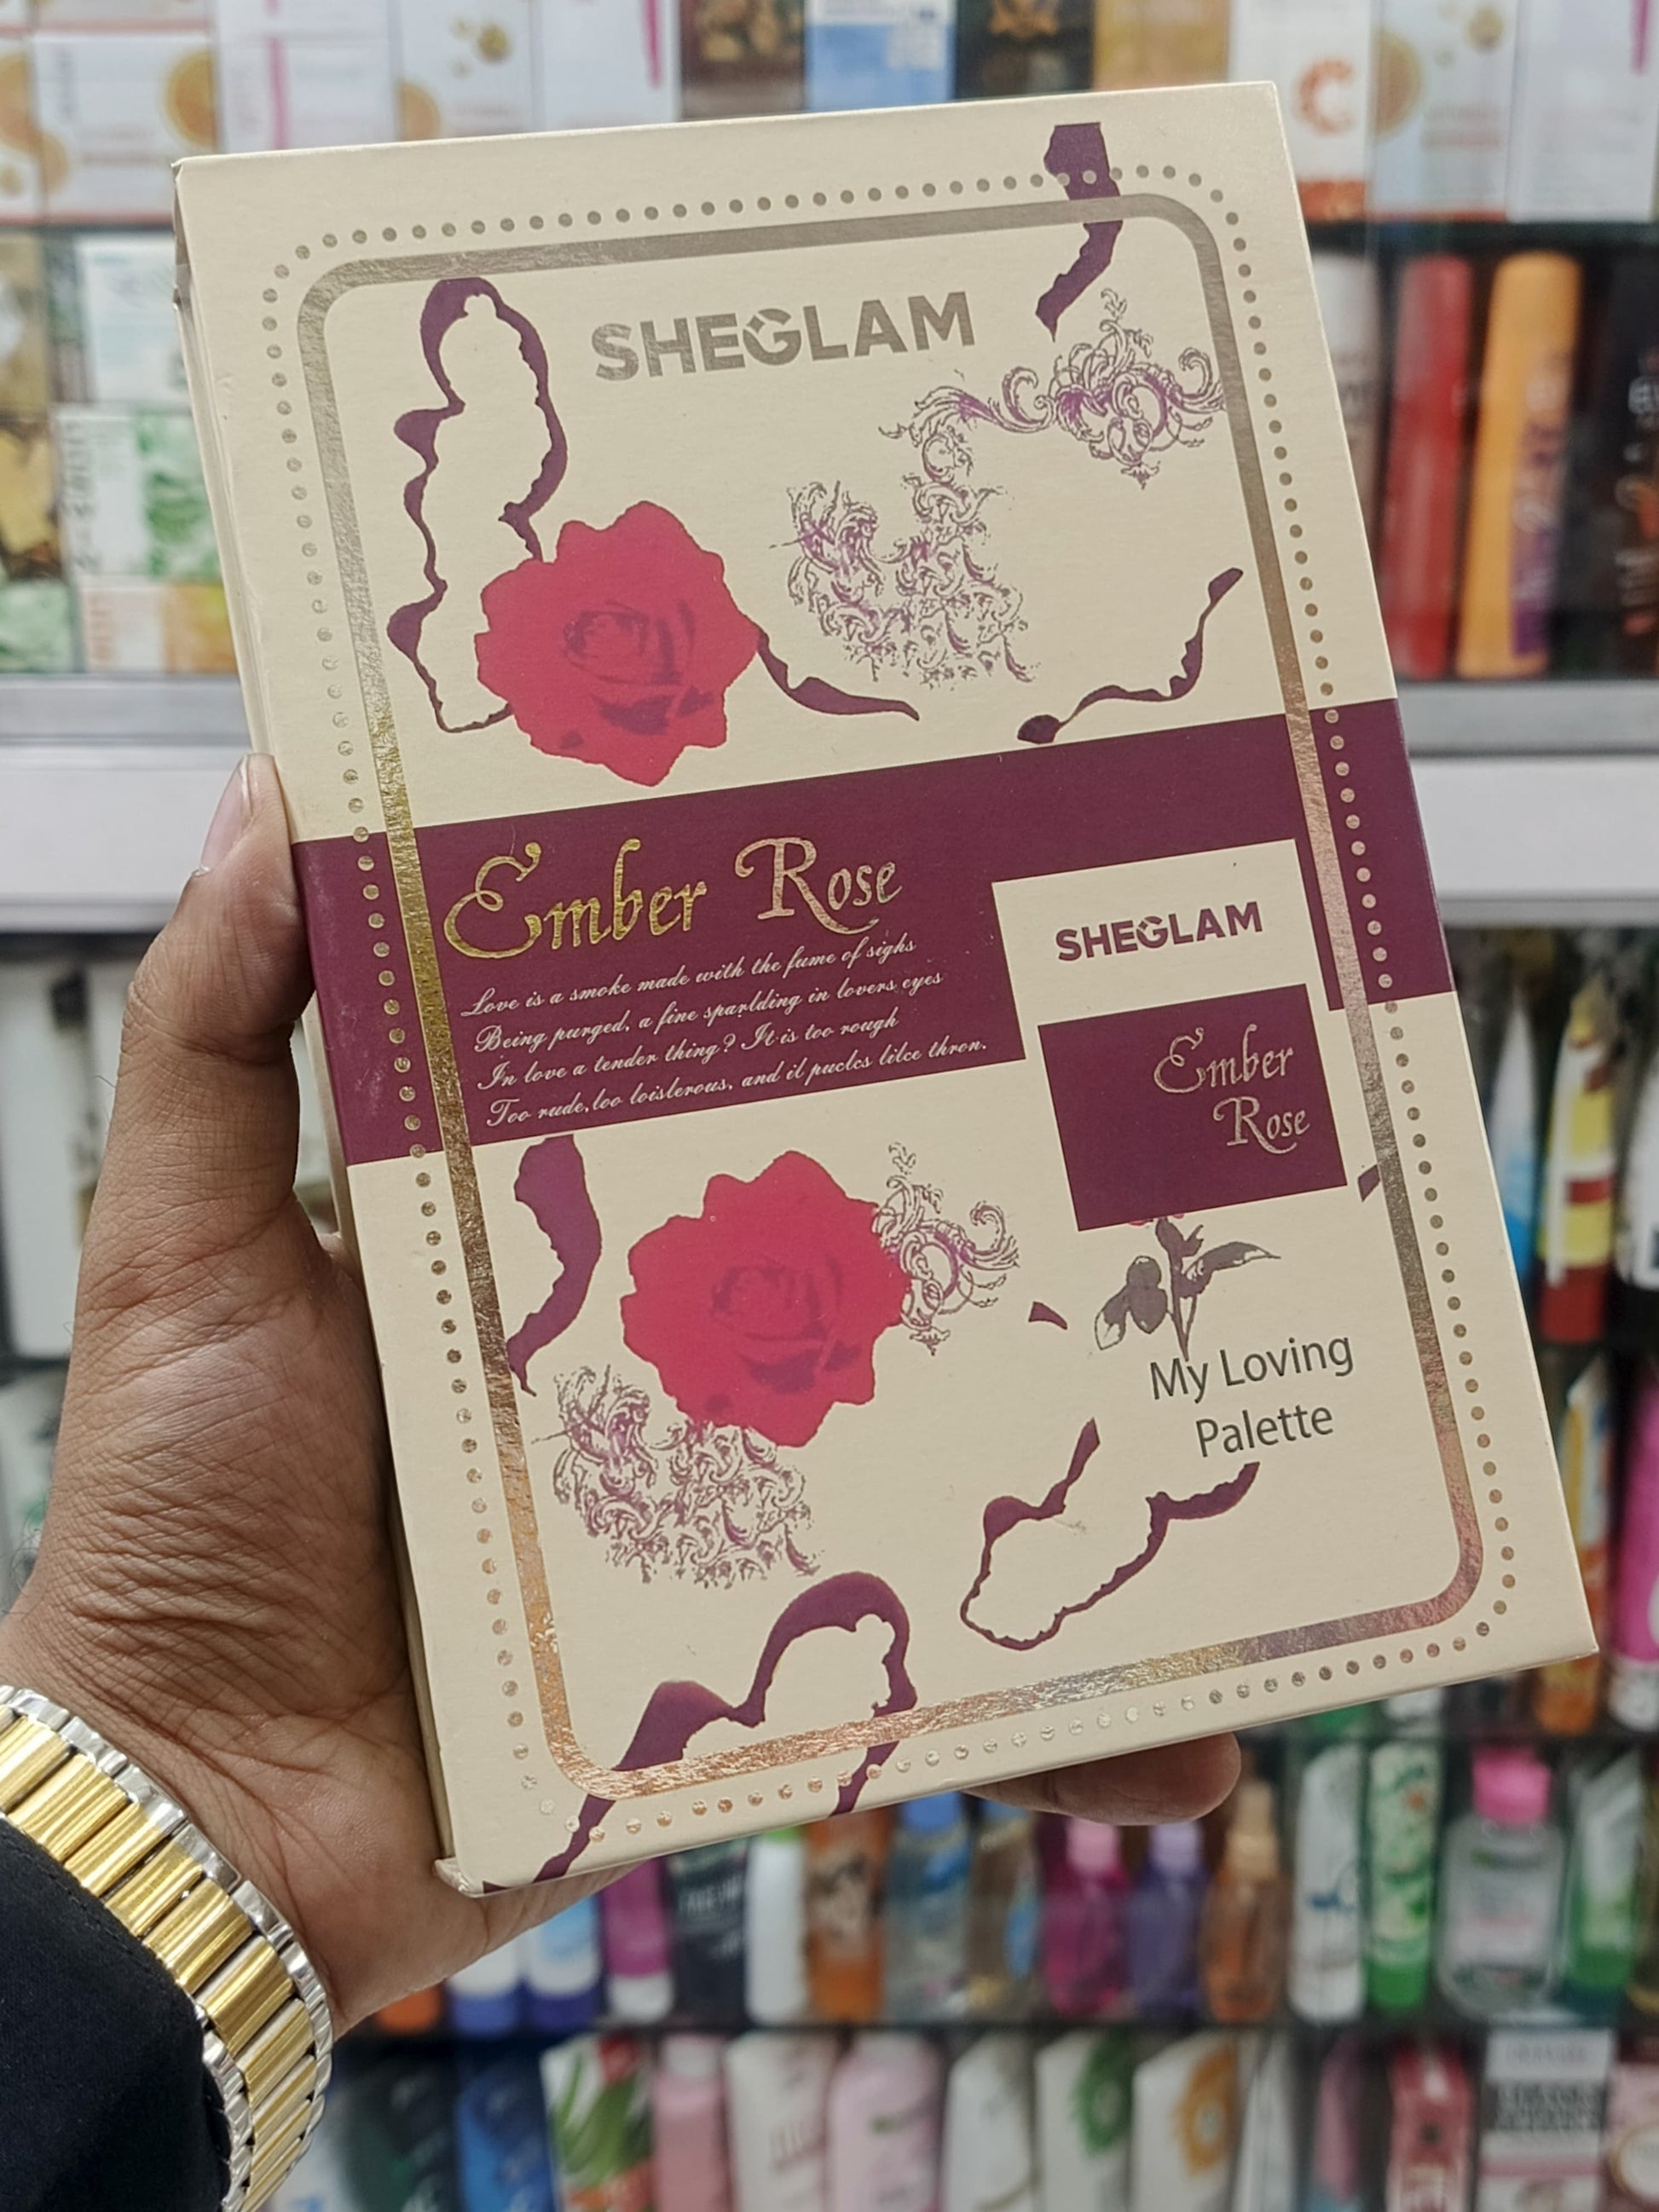 SHEGLAM
Ember Rose
Love is a smoke made with the fume of sighs
Being purged, a fine sparlding in lovers eyes
In love a tender thing? It is too rough
Too rude, loo loislerous, and il puclcs lilce thron.
SHEGLAM
Ember
Rose
My Loving
Palette